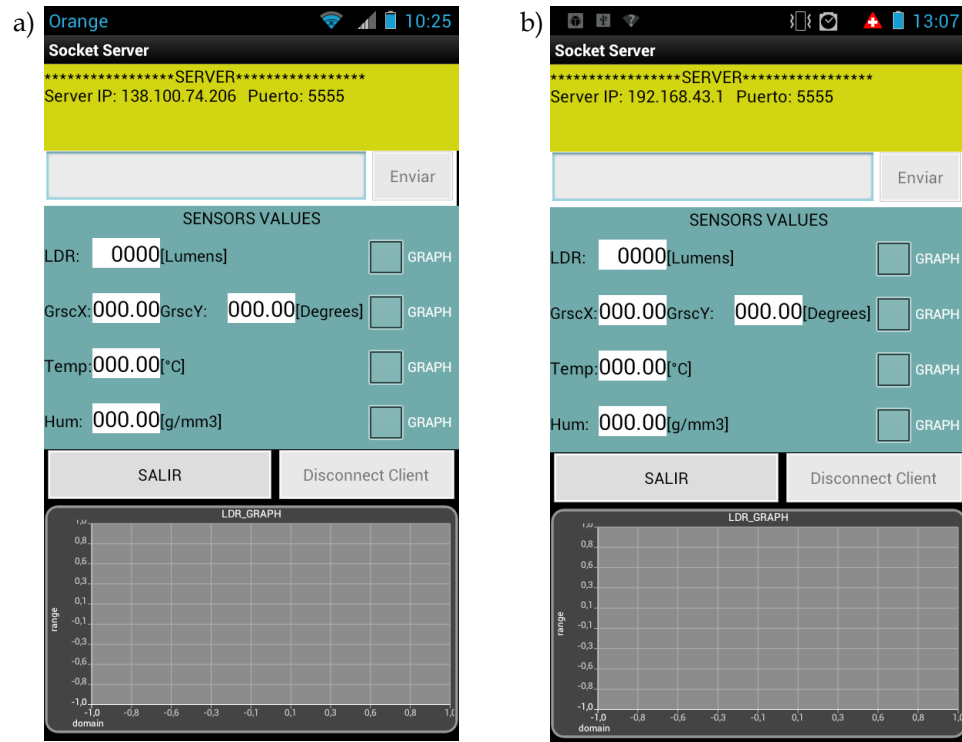 a)
Orange 10:25
Socket Server
*****************SERVER*****************
Server IP: 138.100.74.206 Puerto: 5555
Enviar
SENSORS VALUES
LDR: 0000[Lumens] GRAPH
GrscX:000.00GrscY: 000.00[Degrees] GRAPH
Temp:000.00[°C] GRAPH
Hum: 000.00[g/mm3] GRAPH
SALIR Disconnect Client
LDR_GRAPH
1,0
0,8
0,6
0,3
0,1
-0,1
-0,3
-0,6
-0,8
-1,0
range
-1,0 -0,8 -0,6 -0,3 -0,1 0,1 0,3 0,6 0,8 1,0
domain
b)
13:07
Socket Server
*****************SERVER*****************
Server IP: 192.168.43.1 Puerto: 5555
Enviar
SENSORS VALUES
LDR: 0000[Lumens] GRAPH
GrscX:000.00GrscY: 000.00[Degrees] GRAPH
Temp:000.00[°C] GRAPH
Hum: 000.00[g/mm3] GRAPH
SALIR Disconnect Client
LDR_GRAPH
1,0
0,8
0,6
0,3
0,1
-0,1
-0,3
-0,6
-0,8
-1,0
range
-1,0 -0,8 -0,6 -0,3 -0,1 0,1 0,3 0,6 0,8 1,0
domain